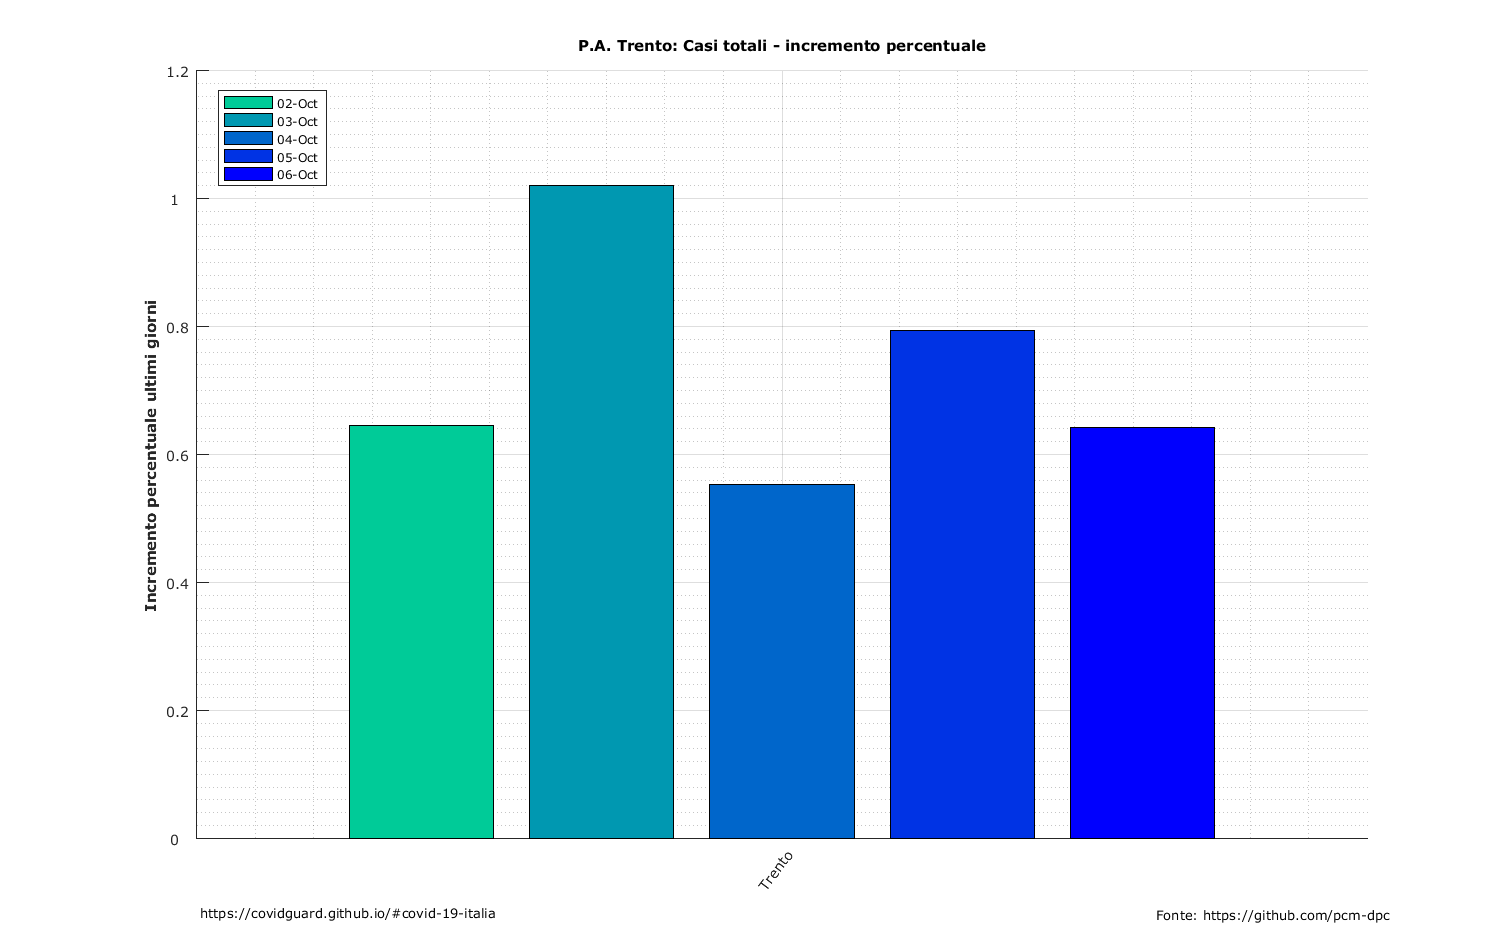 P.A. Trento: Casi totali - incremento percentuale
1.2
1
0.8
0.6
0.4
0.2
0
Incremento percentuale ultimi giorni
02-Oct
03-Oct
04-Oct
05-Oct
06-Oct
Trento
https://covidguard.github.io/#covid-19-italia
Fonte: https://github.com/pcm-dpc